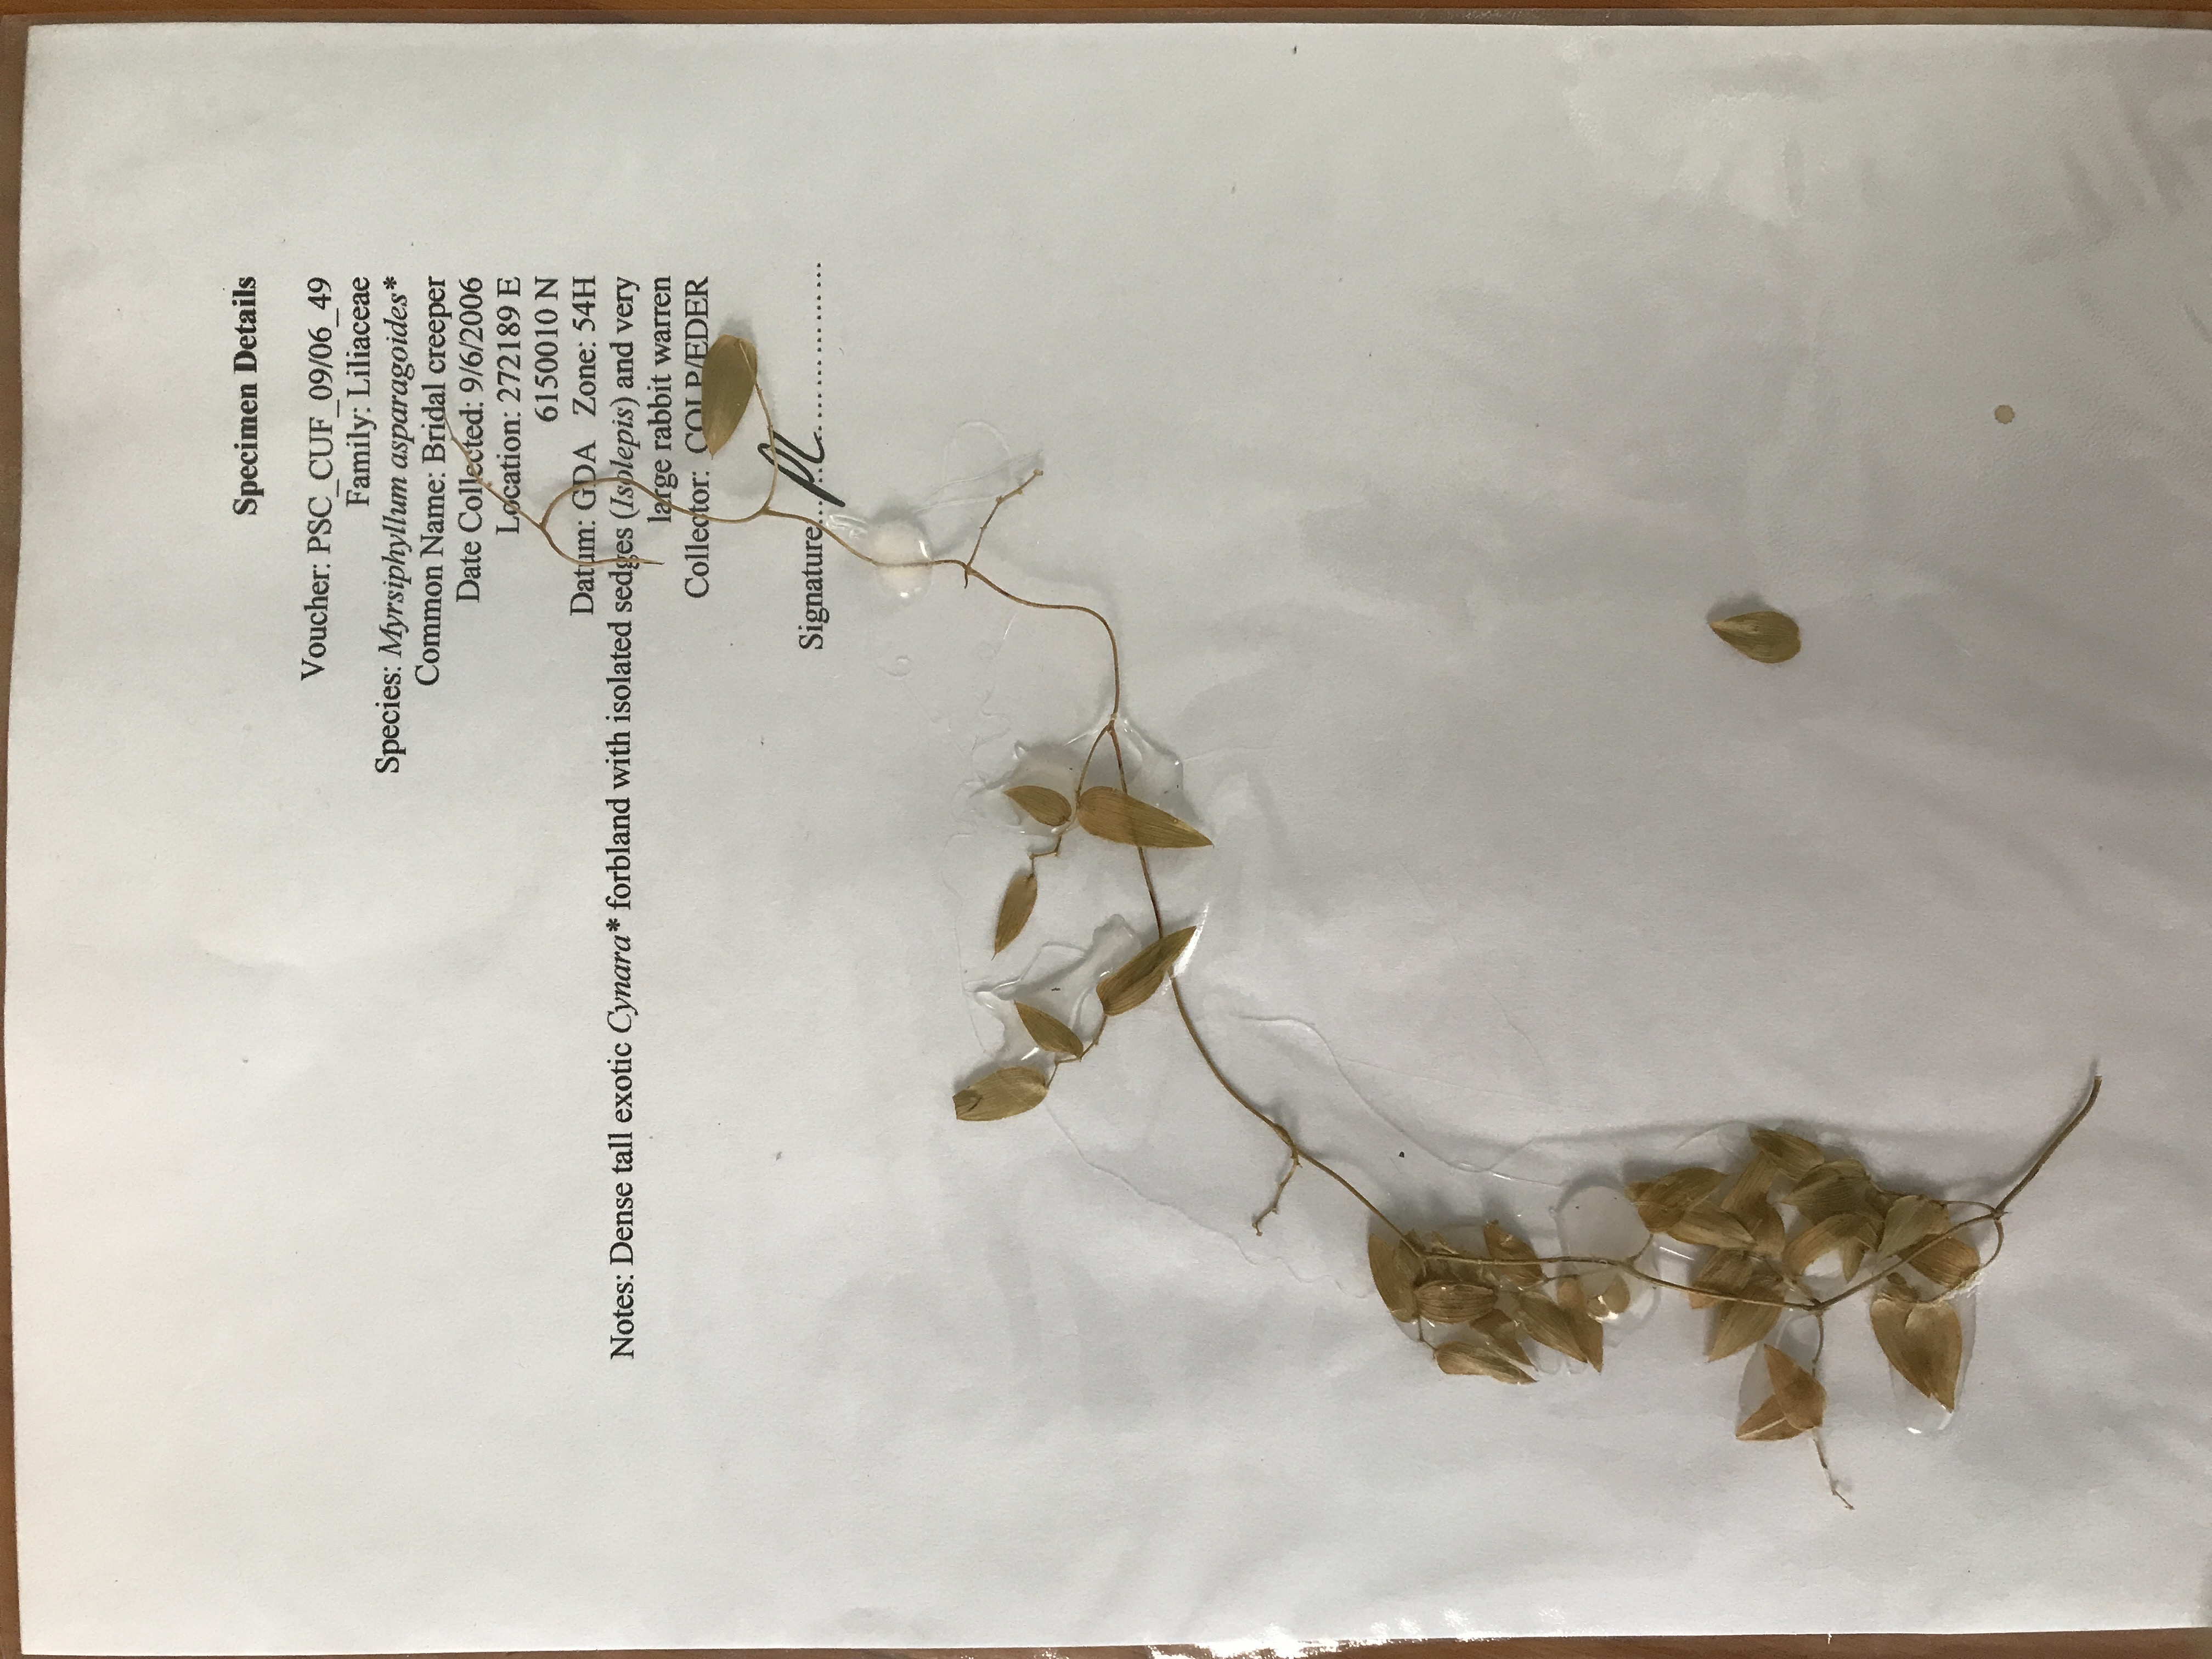 Specimen Details
Voucher: PSC_CUF_09/06_49
Family: Liliaceae
Species: Myrsiphyllum asparagoides*
Common Name: Bridal creeper
Date Collected: 9/6/2006
Location: 272189 E
6150010 N
Datum: GDA Zone: 54H
Notes: Dense tall exotic Cynara* forbland with isolated sedges (Isolepis) and very
large rabbit warren
Collector: COLP/EDER
Signature:....................